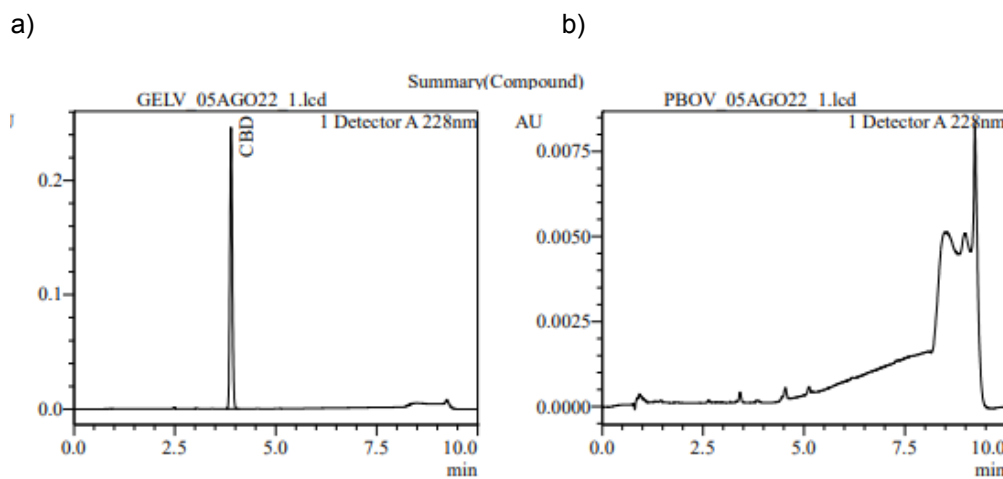 a)
b)
Summary(Compound)
GELV_05AGO22_1.lcd
PBOV_05AGO22_1.lcd
1 Detector A 228nm
AU
1 Detector A 228nm
CBD
0.2
0.1
0.0
0.0
2.5
5.0
7.5
10.0
min
0.0075
0.0050
0.0025
0.0000
0.0
2.5
5.0
7.5
10.0
min